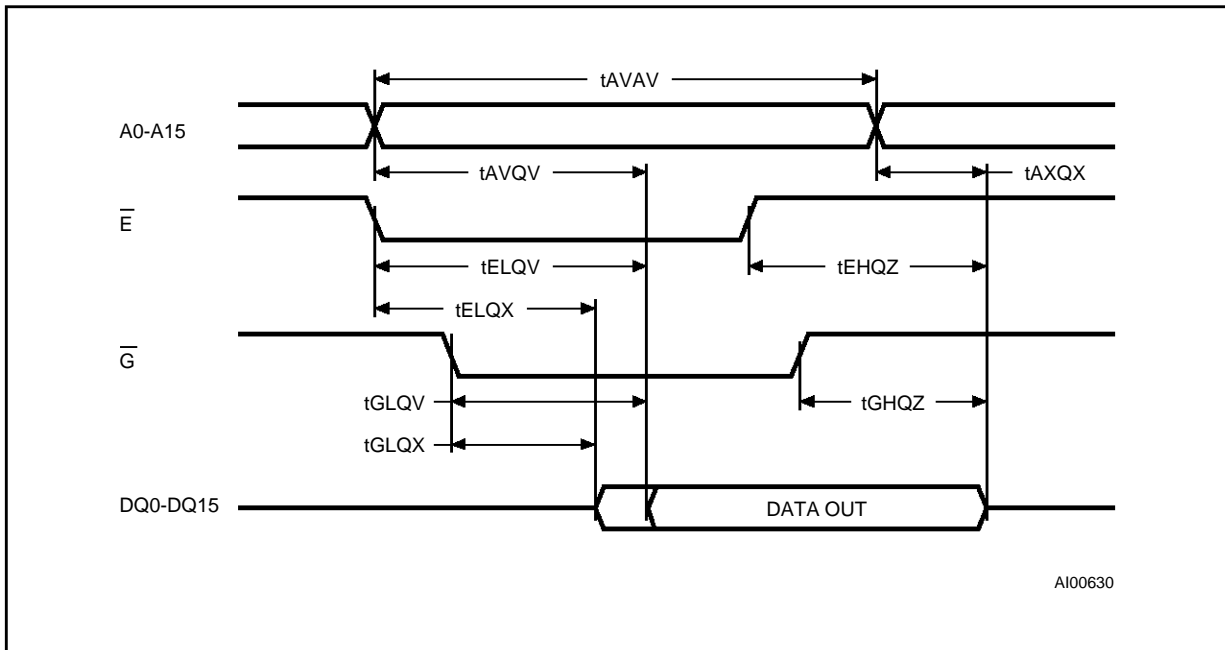 tAVAV
A0-A15
tAVQV
tAXQX
E
tELQV
tEHQZ
tELQX
G
tGLQV
tGHQZ
tGLQX
DQ0-DQ15
DATA OUT
AI00630